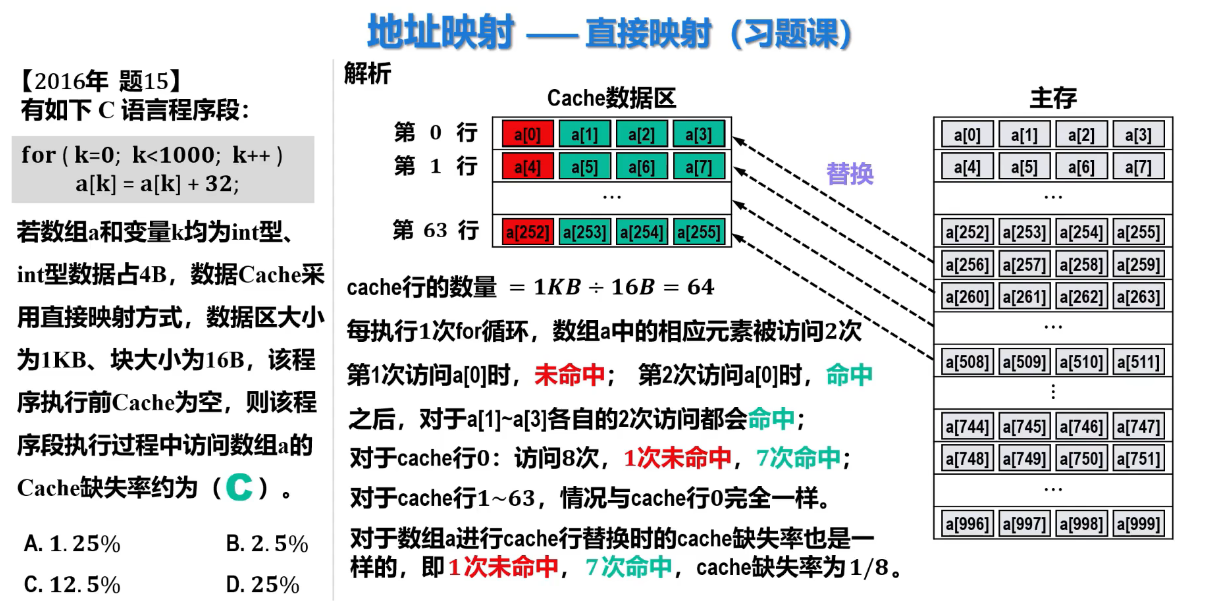 地址映射 —— 直接映射（习题课）
【2016年 题15】
有如下 C 语言程序段：
for ( k=0; k<1000; k++ )
a[k] = a[k] + 32;
若数组a和变量k均为int型、
int型数据占4B，数据Cache采
用直接映射方式，数据区大小
为1KB、块大小为16B，该程
序执行前Cache为空，则该程
序段执行过程中访问数组a的
Cache缺失率约为（C）。
A. 1.25% B. 2.5%
C. 12.5% D. 25%
解析
Cache数据区
第 0 行 a[0] a[1] a[2] a[3]
第 1 行 a[4] a[5] a[6] a[7]
…
第 63 行 a[252] a[253] a[254] a[255]
替换
主存
a[0] a[1] a[2] a[3]
a[4] a[5] a[6] a[7]
…
a[252] a[253] a[254] a[255]
a[256] a[257] a[258] a[259]
a[260] a[261] a[262] a[263]
…
a[508] a[509] a[510] a[511]
⋮
a[744] a[745] a[746] a[747]
a[748] a[749] a[750] a[751]
…
a[996] a[997] a[998] a[999]
cache行的数量 = 1KB ÷ 16B = 64
每执行1次for循环，数组a中的相应元素被访问2次
第1次访问a[0]时，未命中； 第2次访问a[0]时，命中
之后，对于a[1]~a[3]各自的2次访问都会命中；
对于cache行0：访问8次，1次未命中，7次命中；
对于cache行1~63，情况与cache行0完全一样。
对于数组a进行cache行替换时的cache缺失率也是一
样的，即1次未命中，7次命中，cache缺失率为1/8。